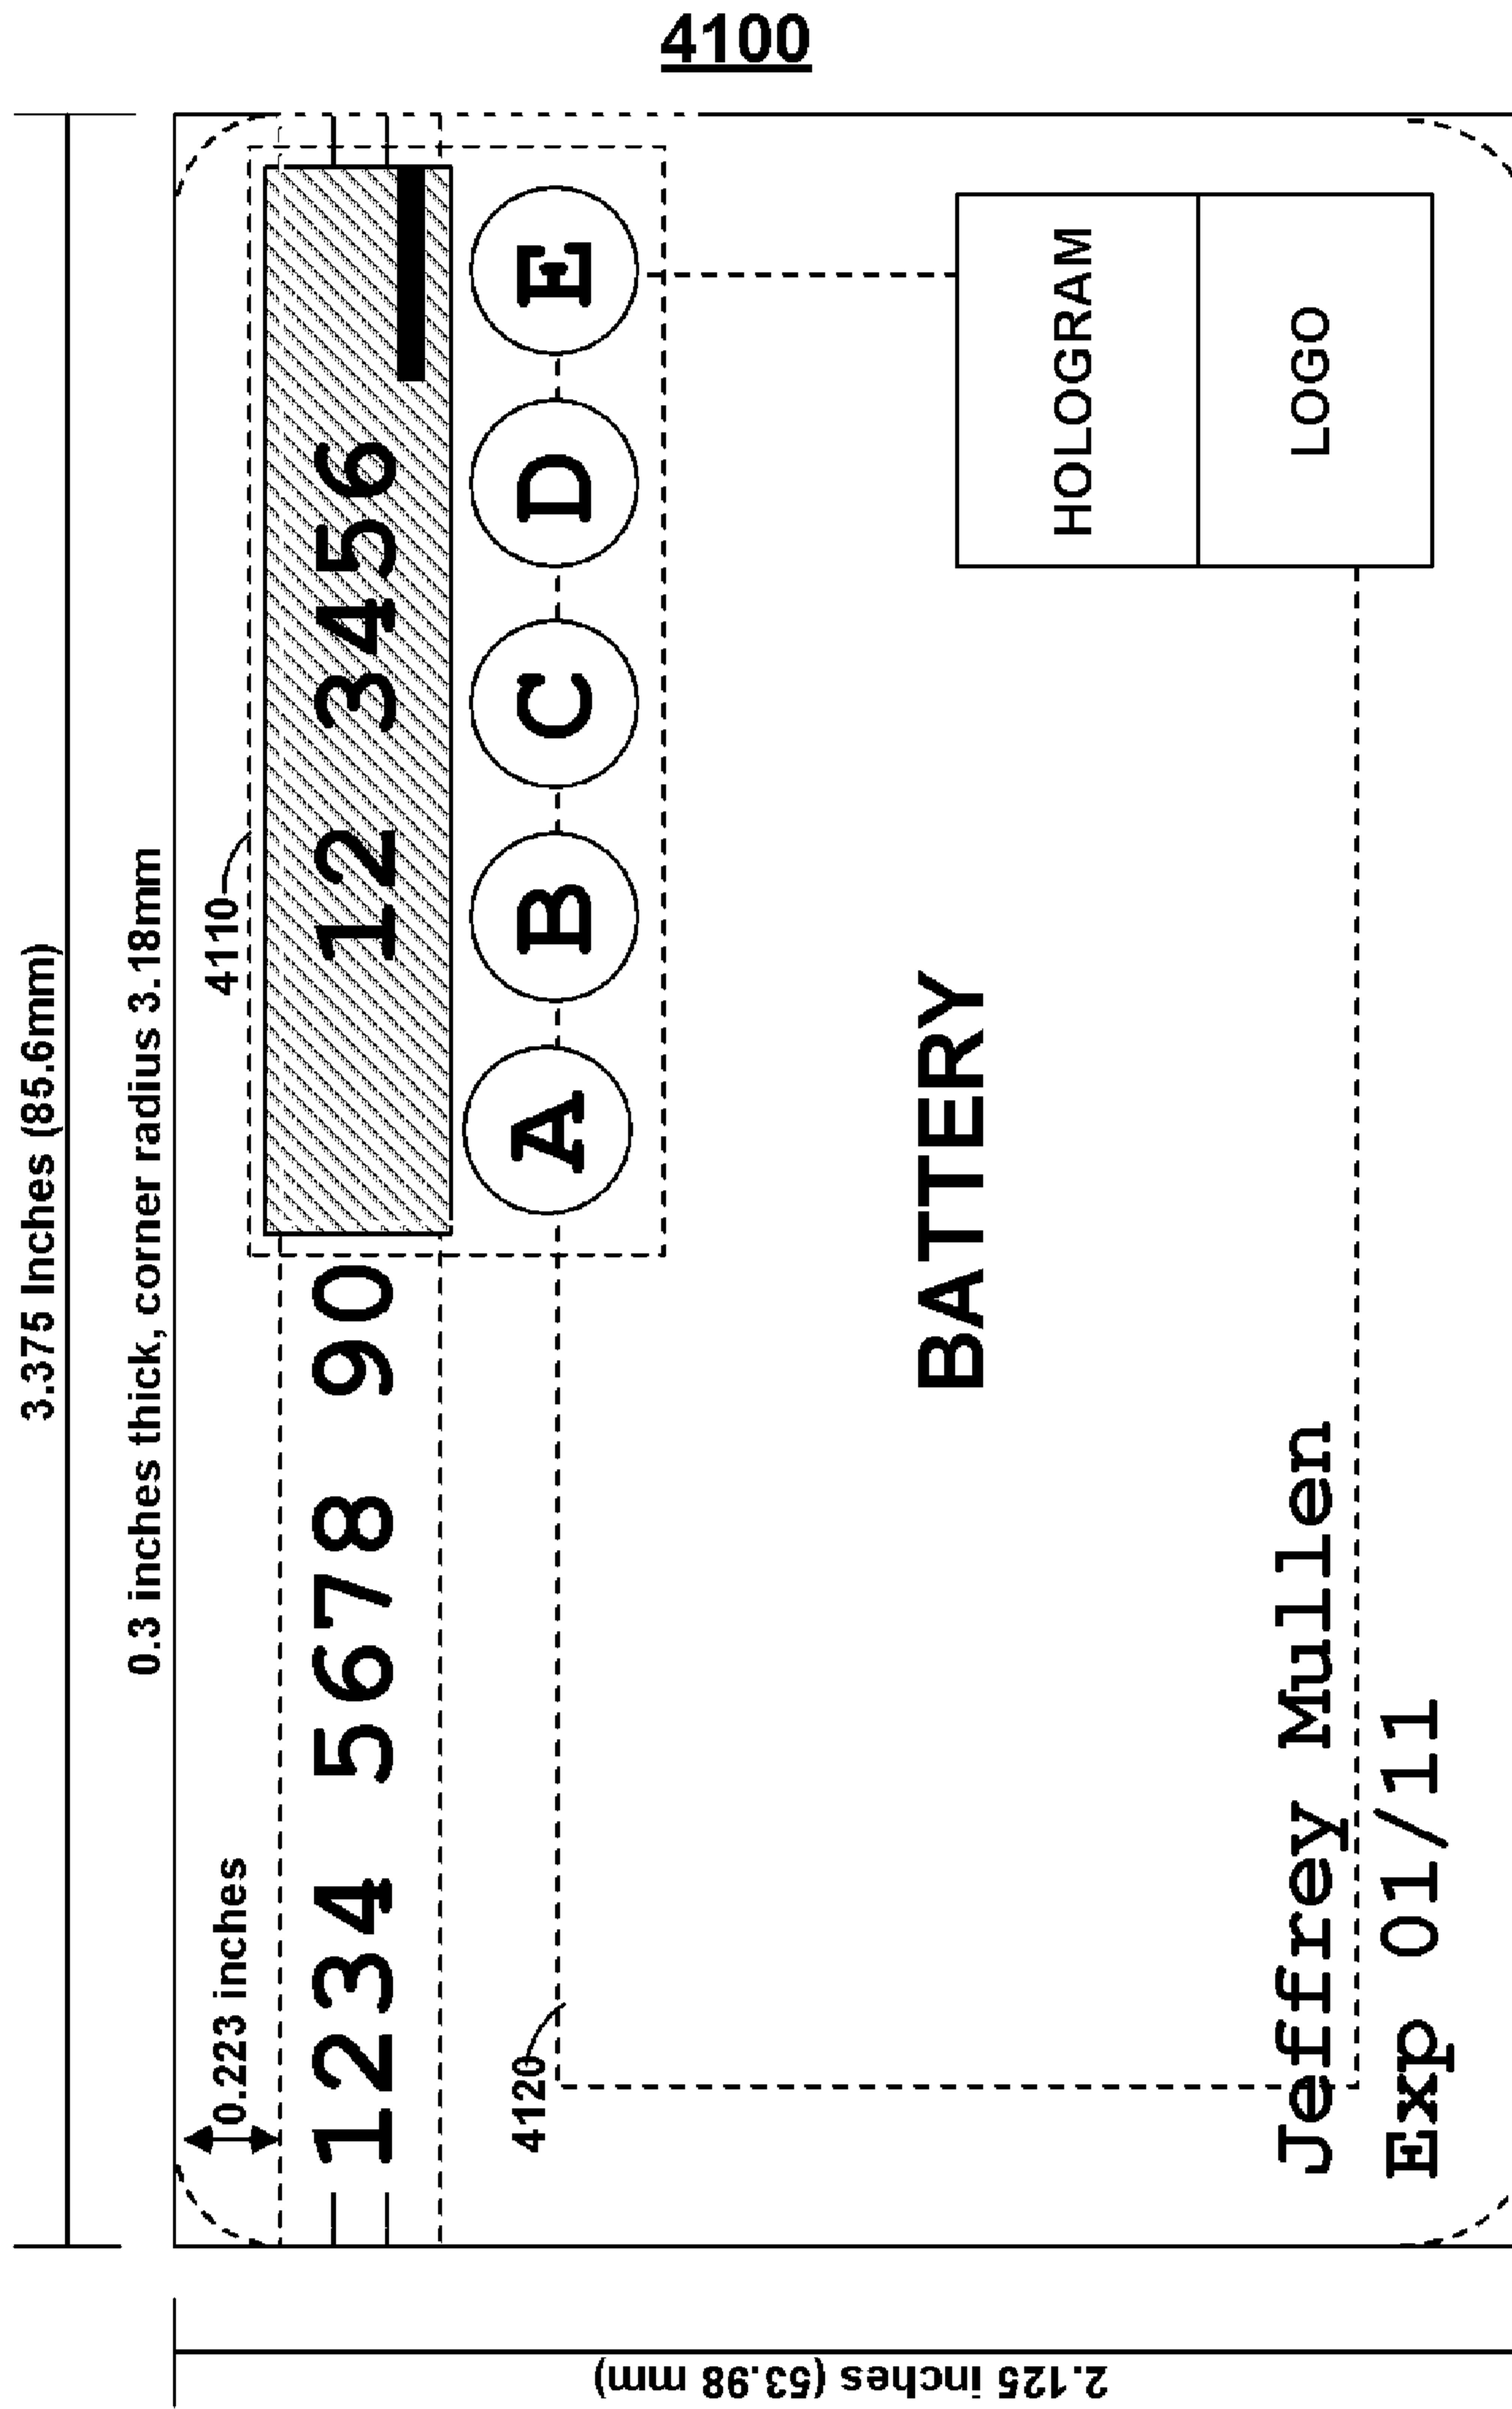 4100
3.375 Inches (85.6mm)
0.3 inches thick, corner radius 3.18mm
0.223 inches
4110
1234 5678 90
12 3456
A B C D E
4120
BATTERY
HOLOGRAM
LOGO
Jeffrey Mullen
Exp 01/11
2.125 inches (53.98 mm)